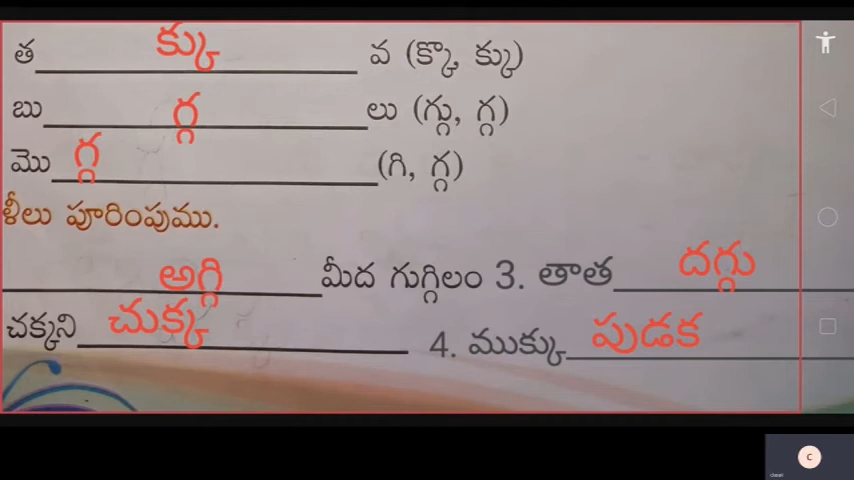 త క్కు వ (క్కొ, క్కు)
బు గ్గ లు (గ్గు, గ్గ)
మొ గ్గ (గి, గ్గ)
ళీలు పూరింపుము.
అగ్గి మీద గుగ్గిలం 3. తాత దగ్గు
చక్కని చుక్క 4. ముక్కు పుడక
C